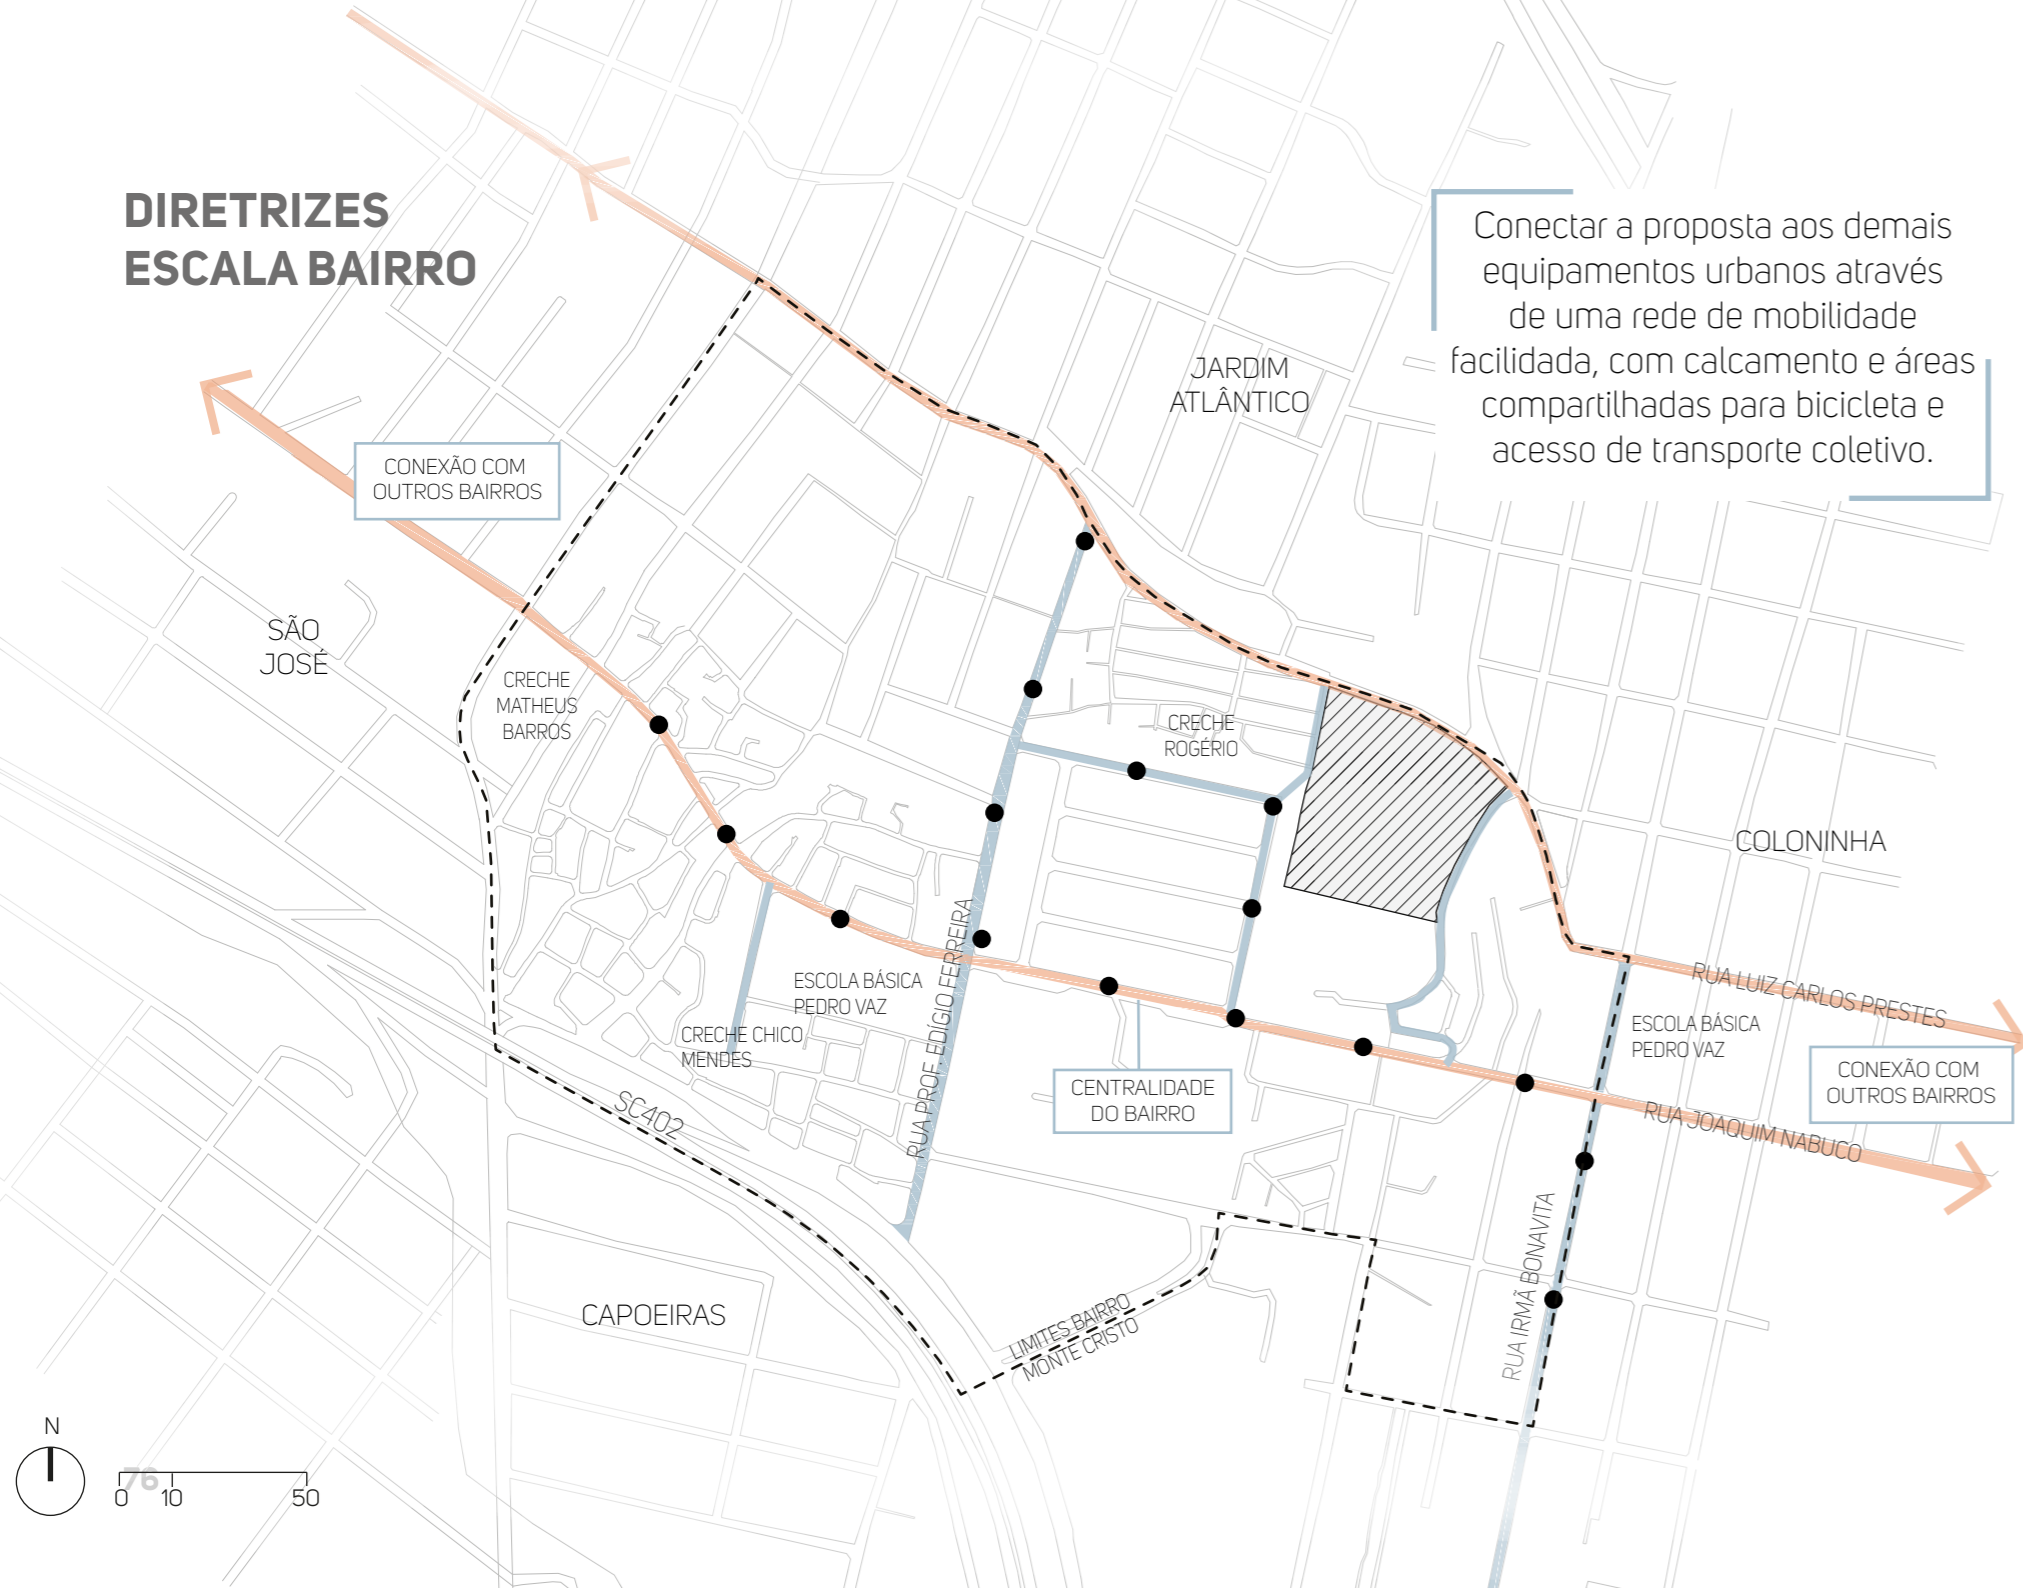 DIRETRIZES
ESCALA BAIRRO
Conectar a proposta aos demais
equipamentos urbanos através
de uma rede de mobilidade
facilidada, com calcamento e áreas
compartilhadas para bicicleta e
acesso de transporte coletivo.
JARDIM
ATLÂNTICO
CONEXÃO COM
OUTROS BAIRROS
SÃO
JOSÉ
CRECHE
MATHEUS
BARROS
CRECHE
ROGÉRIO
COLONINHA
ESCOLA BÁSICA
PEDRO VAZ
CRECHE CHICO
MENDES
RUA PROF. EDÍGIO FERREIRA
RUA LUIZ CARLOS PRESTES
ESCOLA BÁSICA
PEDRO VAZ
CONEXÃO COM
OUTROS BAIRROS
CENTRALIDADE
DO BAIRRO
RUA JOAQUIM NABUCO
SC402
RUA IRMÃ BONAVITA
CAPOEIRAS
LIMITES BAIRRO
MONTE CRISTO
N
76
0 10 50